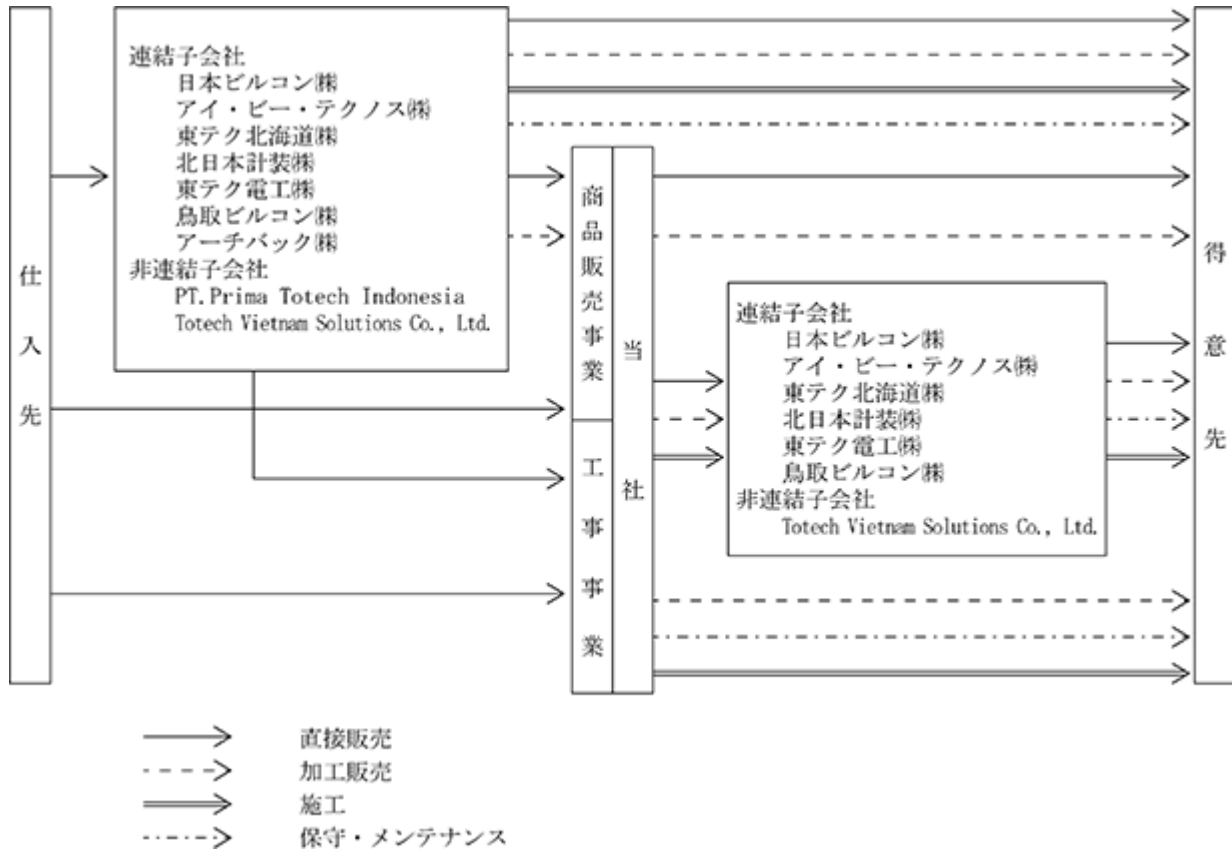 仕入先
連結子会社
日本ビルコン㈱
アイ・ビー・テクノス㈱
東テク北海道㈱
北日本計装㈱
東テク電工㈱
鳥取ビルコン㈱
アーチバック㈱
非連結子会社
PT.Prima Totech Indonesia
Totech Vietnam Solutions Co., Ltd.
商品販売事業
工事事業
当社
連結子会社
日本ビルコン㈱
アイ・ビー・テクノス㈱
東テク北海道㈱
北日本計装㈱
東テク電工㈱
鳥取ビルコン㈱
非連結子会社
Totech Vietnam Solutions Co., Ltd.
得意先
直接販売
加工販売
施工
保守・メンテナンス